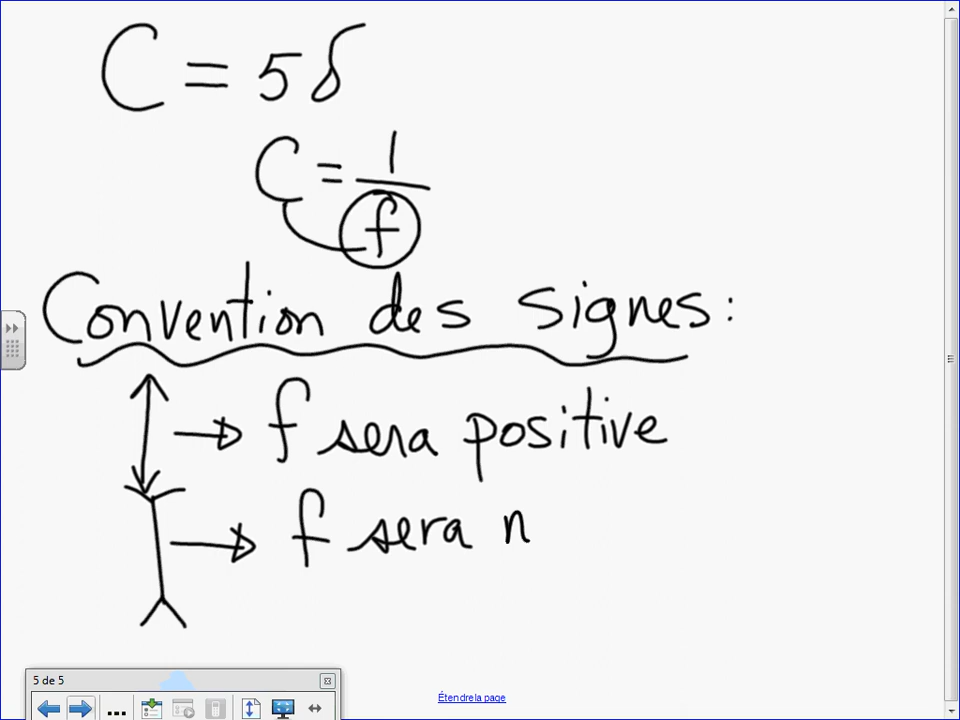 C = 5δ
C = 1/f
Convention des signes:
f sera positive
f sera n
5 de 5
Étendre la page